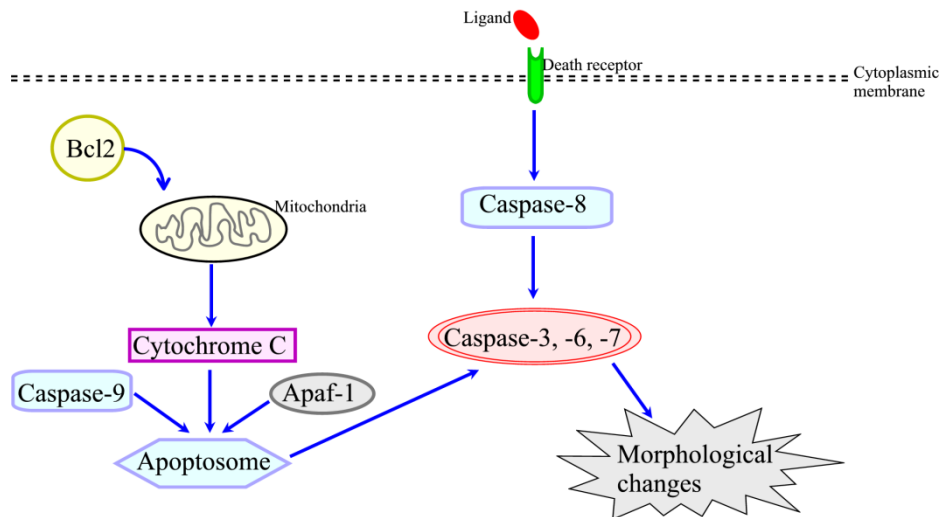 Ligand
Death receptor
Cytoplasmic
membrane
Bcl2
Mitochondria
Caspase-8
Cytochrome C
Caspase-3, -6, -7
Caspase-9
Apaf-1
Apoptosome
Morphological
changes